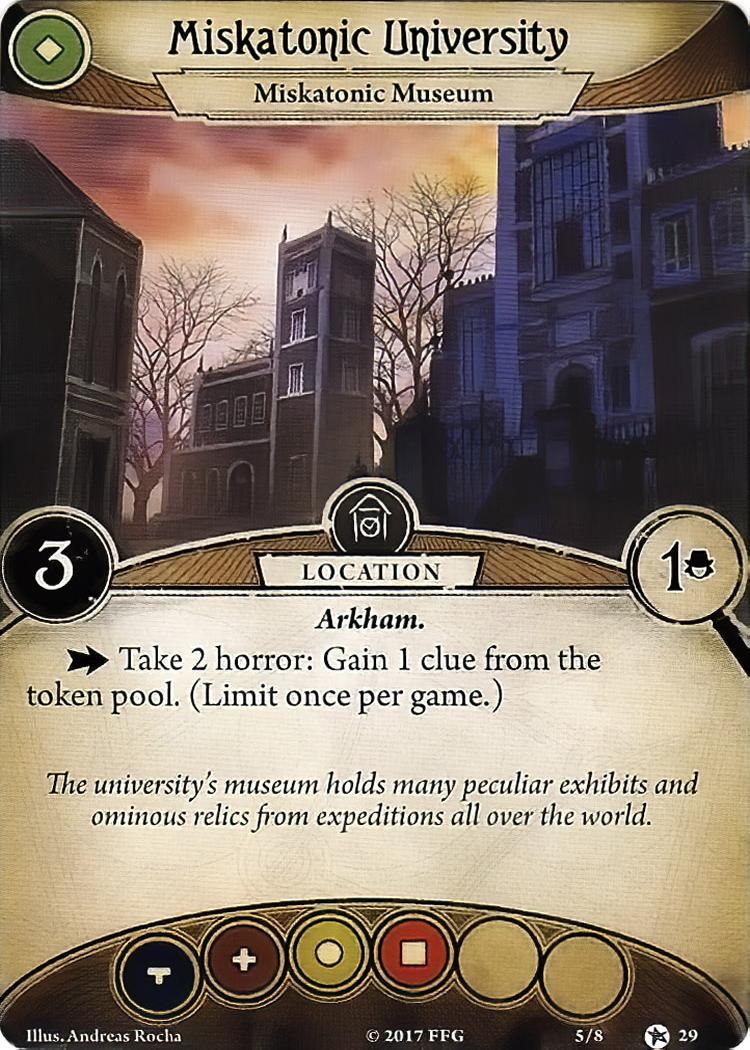 Miskatonic University
Miskatonic Museum
3
1
LOCATION
Arkham.
Take 2 horror: Gain 1 clue from the
token pool. (Limit once per game.)
The university's museum holds many peculiar exhibits and
ominous relics from expeditions all over the world.
Illus. Andreas Rocha © 2017 FFG 5/8 29